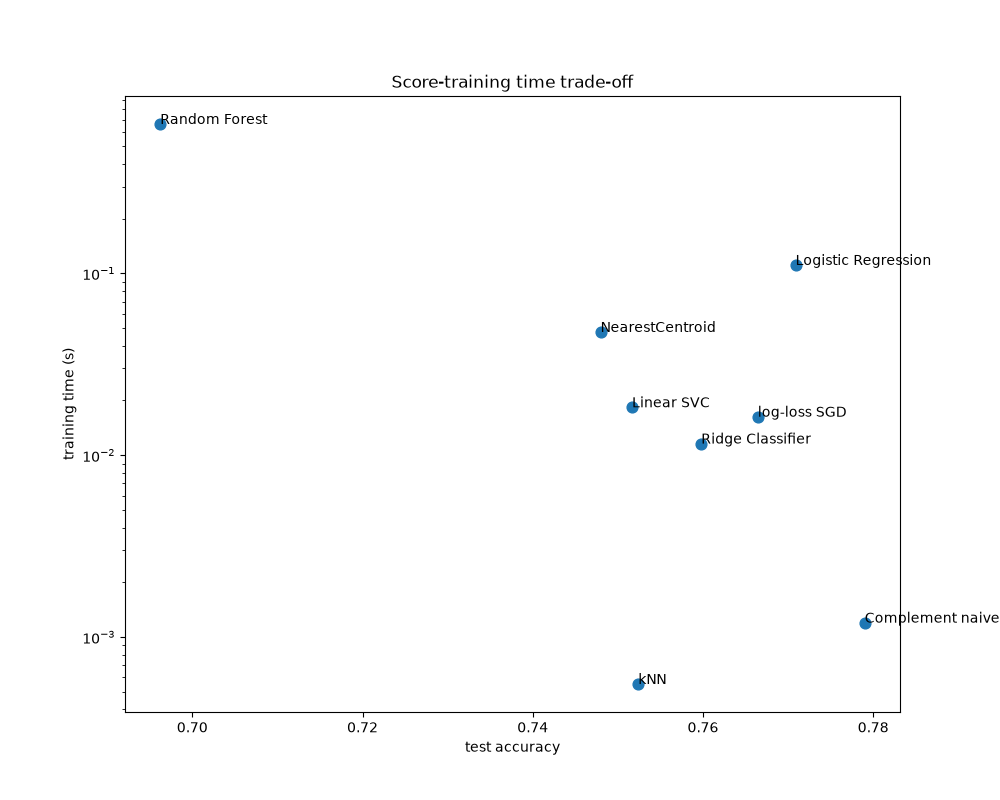 Score-training time trade-off
Random Forest
Logistic Regression
NearestCentroid
Linear SVC
log-loss SGD
Ridge Classifier
Complement naive
kNN
10⁻¹
10⁻²
10⁻³
training time (s)
0.70 0.72 0.74 0.76 0.78
test accuracy